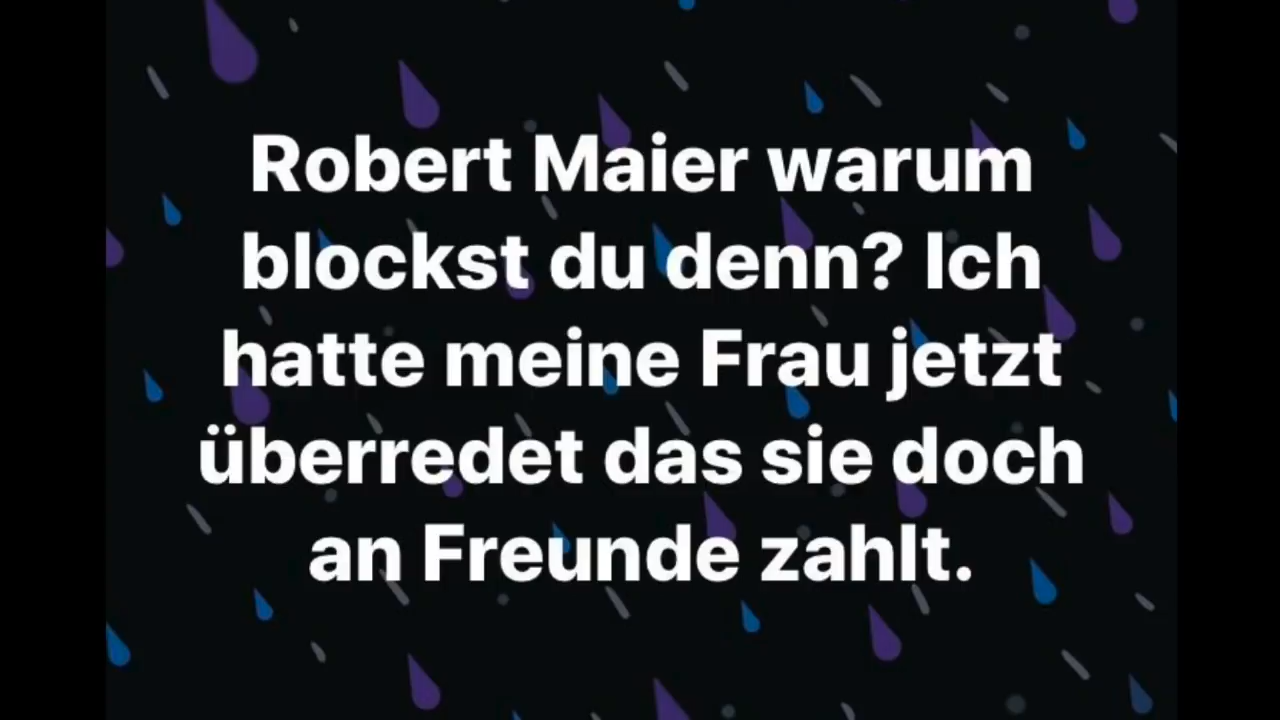 Robert Maier warum
blockst du denn? Ich
hatte meine Frau jetzt
überredet das sie doch
an Freunde zahlt.